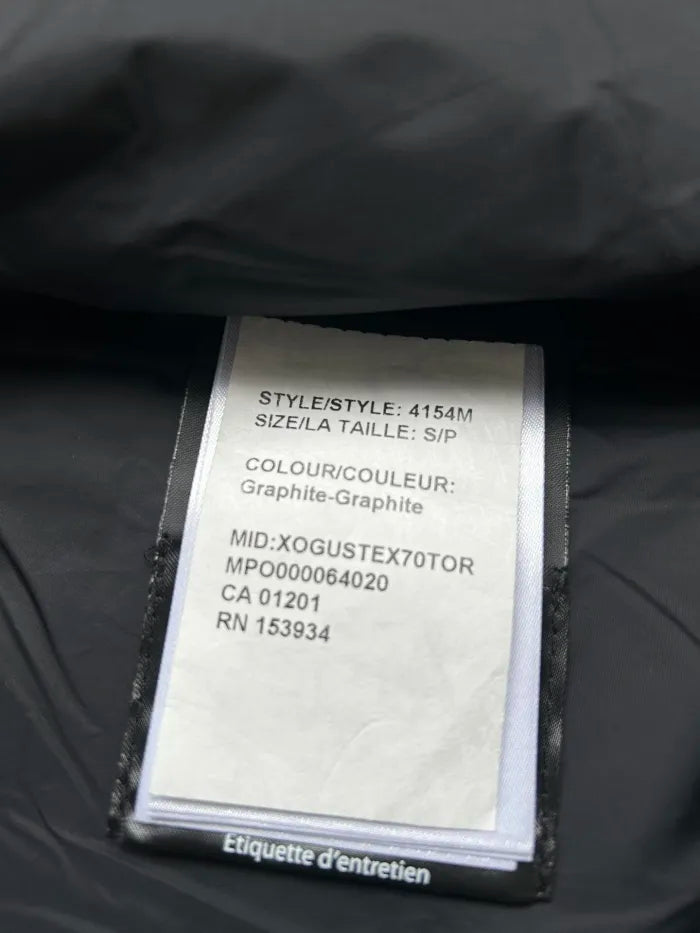 STYLE/STYLE: 4154M
SIZE/LA TAILLE: S/P
COLOUR/COULEUR:
Graphite-Graphite
MID:XOGUSTEX70TOR
MPO000064020
CA 01201
RN 153934
Etiquette d'entretien